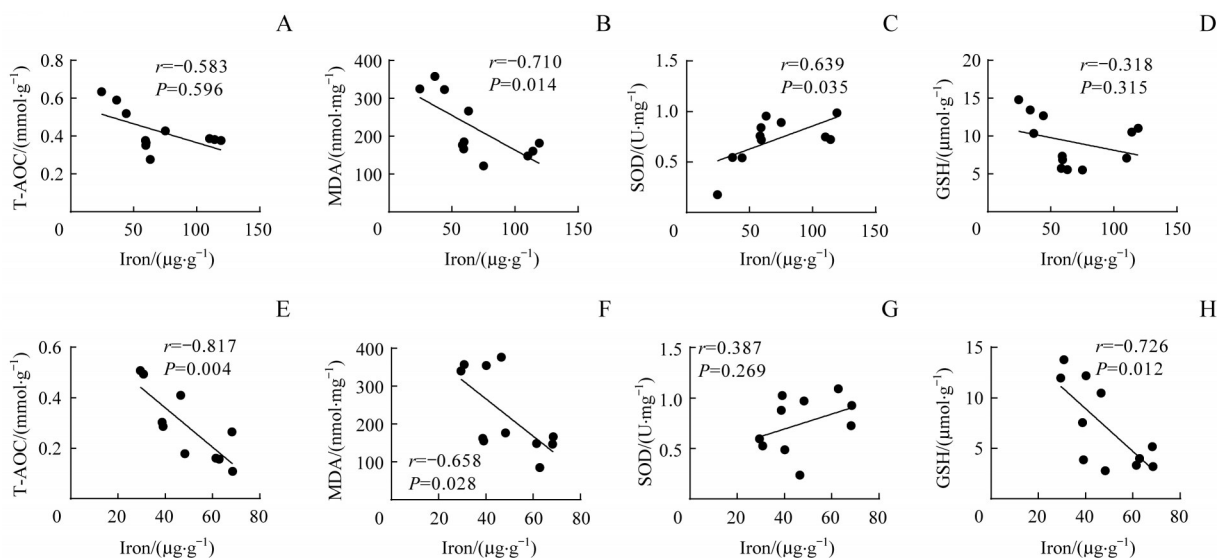 A
T-AOC/(mmol·g⁻¹)
0.8
0.6
0.4
0.2
0
50
100
150
r=−0.583
P=0.596
Iron/(μg·g⁻¹)
B
MDA/(nmol·mg⁻¹)
400
300
200
100
0
50
100
150
r=−0.710
P=0.014
Iron/(μg·g⁻¹)
C
SOD/(U·mg⁻¹)
1.5
1.0
0.5
0
50
100
150
r=0.639
P=0.035
Iron/(μg·g⁻¹)
D
GSH/(μmol·g⁻¹)
20
15
10
5
0
50
100
150
r=−0.318
P=0.315
Iron/(μg·g⁻¹)
E
T-AOC/(mmol·g⁻¹)
0.6
0.4
0.2
0
20
40
60
80
r=−0.817
P=0.004
Iron/(μg·g⁻¹)
F
MDA/(nmol·mg⁻¹)
400
300
200
100
0
20
40
60
80
r=−0.658
P=0.028
Iron/(μg·g⁻¹)
G
SOD/(U·mg⁻¹)
1.5
1.0
0.5
0
20
40
60
80
r=0.387
P=0.269
Iron/(μg·g⁻¹)
H
GSH/(μmol·g⁻¹)
15
10
5
0
20
40
60
80
r=−0.726
P=0.012
Iron/(μg·g⁻¹)